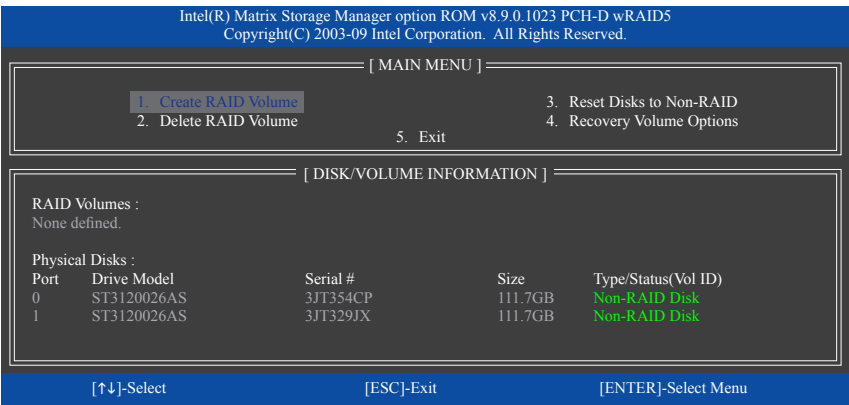 Intel(R) Matrix Storage Manager option ROM v8.9.0.1023 PCH-D wRAID5
Copyright(C) 2003-09 Intel Corporation.  All Rights Reserved.
[ MAIN MENU ]
1.  Create RAID Volume
2.  Delete RAID Volume
3.  Reset Disks to Non-RAID
4.  Recovery Volume Options
5.  Exit
[ DISK/VOLUME INFORMATION ]
RAID Volumes :
None defined.
Physical Disks :
Port Drive Model Serial # Size Type/Status(Vol ID)
0 ST3120026AS 3JT354CP 111.7GB Non-RAID Disk
1 ST3120026AS 3JT329JX 111.7GB Non-RAID Disk
[↑↓]-Select [ESC]-Exit [ENTER]-Select Menu